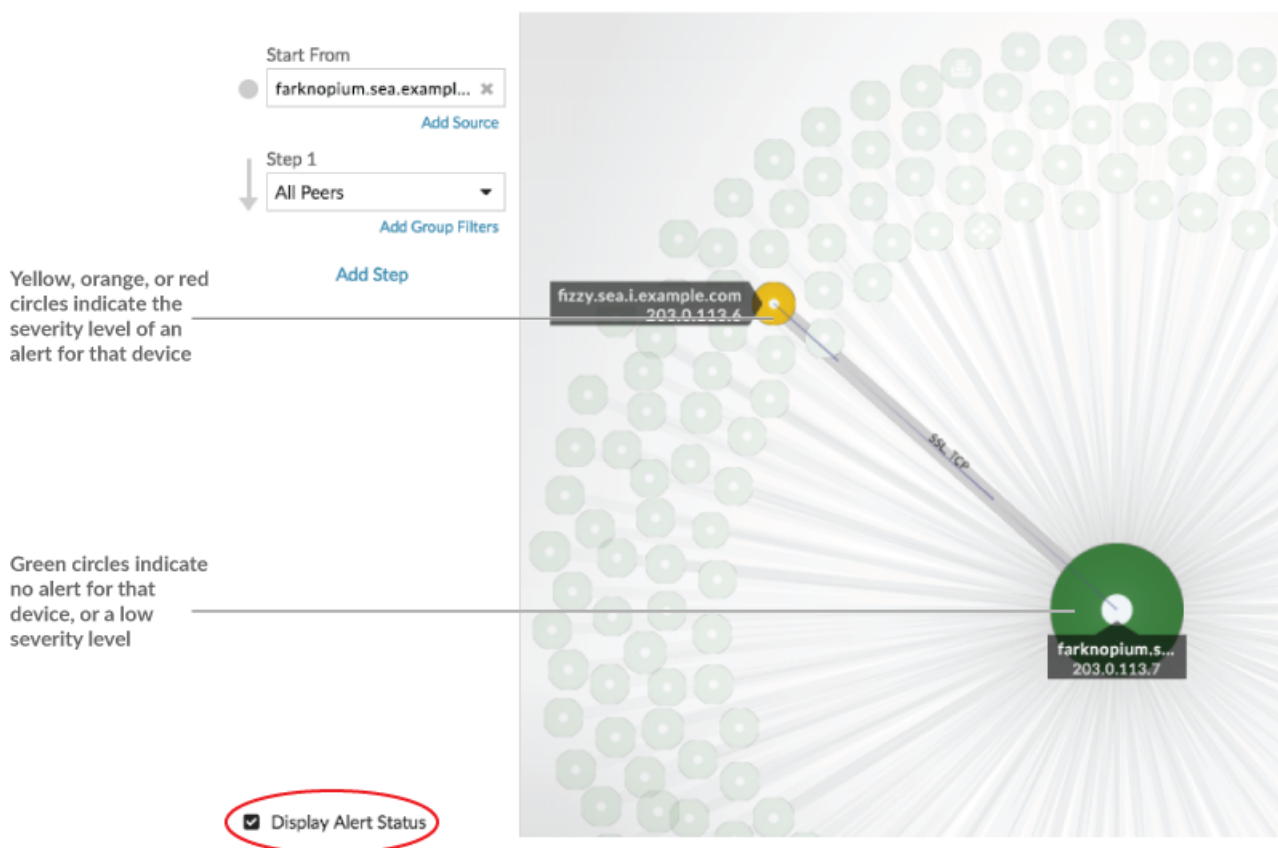 Start From
farknopium.sea.exampl...
Add Source
Step 1
All Peers
Add Group Filters
Add Step
Yellow, orange, or red
circles indicate the
severity level of an
alert for that device
fizzy.sea.i.example.com
203.0.113.6
SSL, TCP
Green circles indicate
no alert for that
device, or a low
severity level
farknopium.s...
203.0.113.7
Display Alert Status